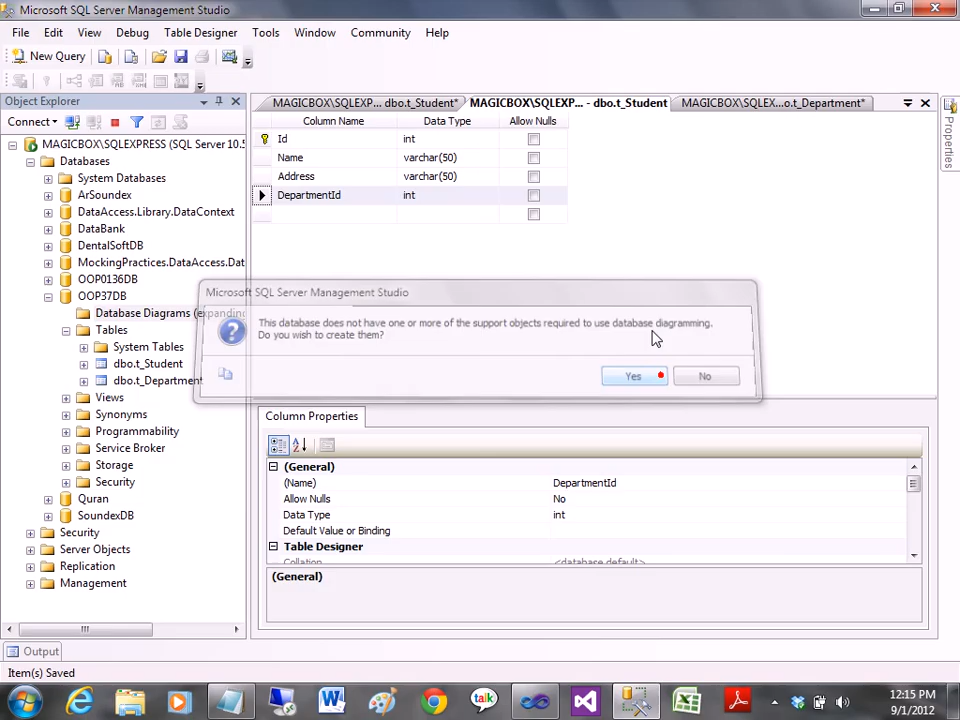 Microsoft SQL Server Management Studio
File Edit View Debug Table Designer Tools Window Community Help
New Query
Object Explorer
Connect
MAGICBOX\SQLEXPRESS (SQL Server 10.5
Databases
System Databases
ArSoundex
DataAccess.Library.DataContext
DataBank
DentalSoftDB
MockingPractices.DataAccess.Dat
OOP0136DB
OOP37DB
Database Diagrams (expanding
Tables
System Tables
dbo.t_Student
dbo.t_Department
Views
Synonyms
Programmability
Service Broker
Storage
Security
Quran
SoundexDB
Security
Server Objects
Replication
Management
MAGICBOX\SQLEXP... dbo.t_Student* MAGICBOX\SQLEXP... - dbo.t_Student MAGICBOX\SQLEX...o.t_Department*
Column Name Data Type Allow Nulls
Id int
Name varchar(50)
Address varchar(50)
DepartmentId int
Properties
Microsoft SQL Server Management Studio
This database does not have one or more of the support objects required to use database diagramming.
Do you wish to create them?
Yes No
Column Properties
(General)
(Name) DepartmentId
Allow Nulls No
Data Type int
Default Value or Binding
Table Designer
Collation <database default>
(General)
Output
Item(s) Saved
talk
12:15 PM
9/1/2012